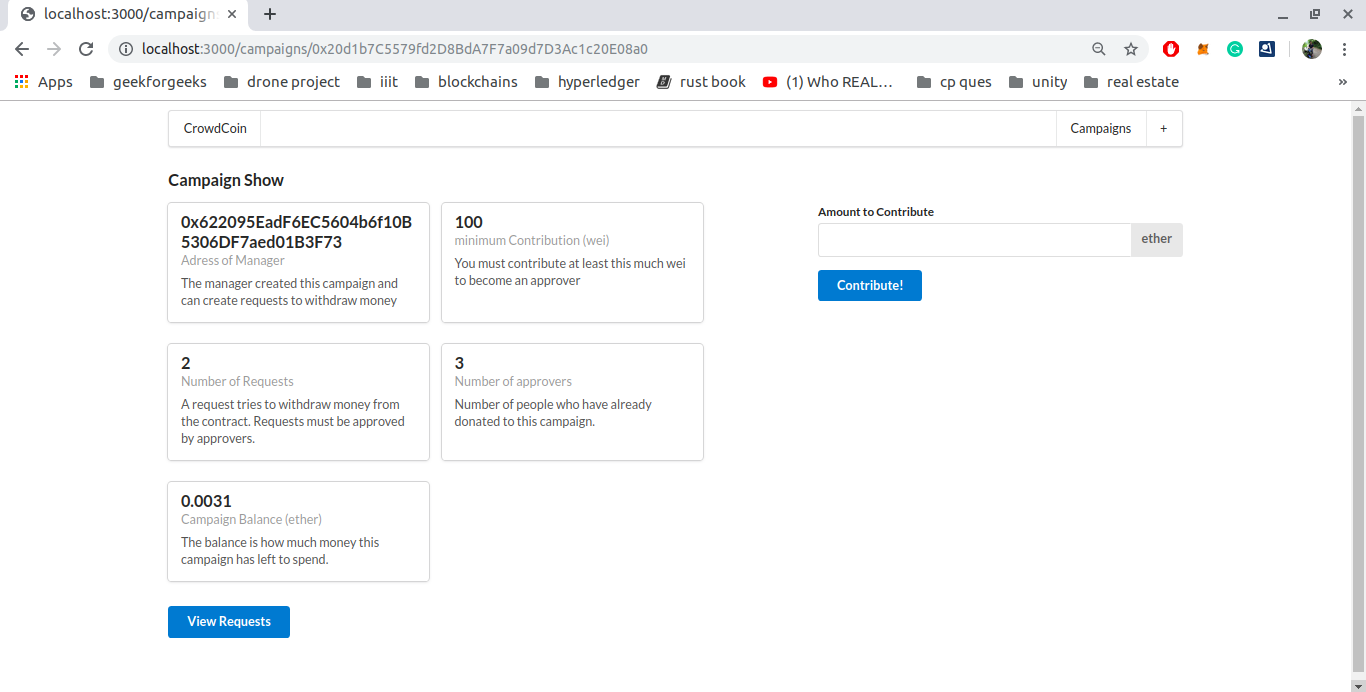 localhost:3000/campaign
localhost:3000/campaigns/0x20d1b7C5579fd2D8BdA7F7a09d7D3Ac1c20E08a0
Apps geekforgeeks drone project iiit blockchains hyperledger rust book (1) Who REAL... cp ques unity real estate »
CrowdCoin Campaigns +
Campaign Show
0x622095EadF6EC5604b6f10B
5306DF7aed01B3F73
Adress of Manager
The manager created this campaign and
can create requests to withdraw money
100
minimum Contribution (wei)
You must contribute at least this much wei
to become an approver
Amount to Contribute
ether
Contribute!
2
Number of Requests
A request tries to withdraw money from
the contract. Requests must be approved
by approvers.
3
Number of approvers
Number of people who have already
donated to this campaign.
0.0031
Campaign Balance (ether)
The balance is how much money this
campaign has left to spend.
View Requests